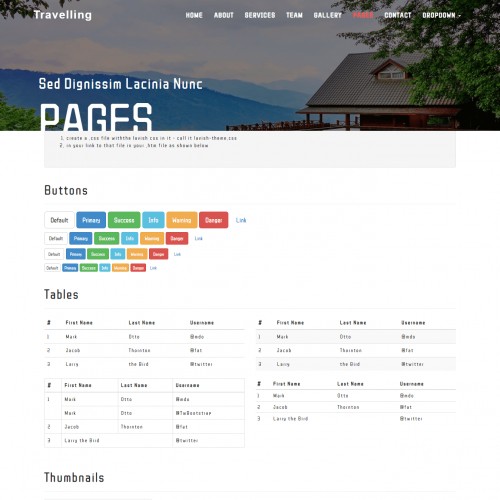 Travelling
HOME ABOUT SERVICES TEAM GALLERY PAGES CONTACT DROPDOWN
Sed Dignissim Lacinia Nunc
PAGES
1. create a .css file withthe lavish css in it - call it lavish-theme.css
2. in your link to that file in your .htm file as shown below
Buttons
Default Primary Success Info Warning Danger Link
Default Primary Success Info Warning Danger Link
Default Primary Success Info Warning Danger Link
Default Primary Success Info Warning Danger Link
Tables
# First Name Last Name Username
1 Mark Otto @mdo
2 Jacob Thornton @fat
3 Larry the Bird @twitter
# First Name Last Name Username
1 Mark Otto @mdo
2 Jacob Thornton @fat
3 Larry the Bird @twitter
# First Name Last Name Username
1 Mark Otto @mdo
Mark Otto @TwBootstrap
2 Jacob Thornton @fat
3 Larry the Bird @twitter
# First Name Last Name Username
1 Mark Otto @mdo
2 Jacob Thornton @fat
3 Larry the Bird @twitter
Thumbnails